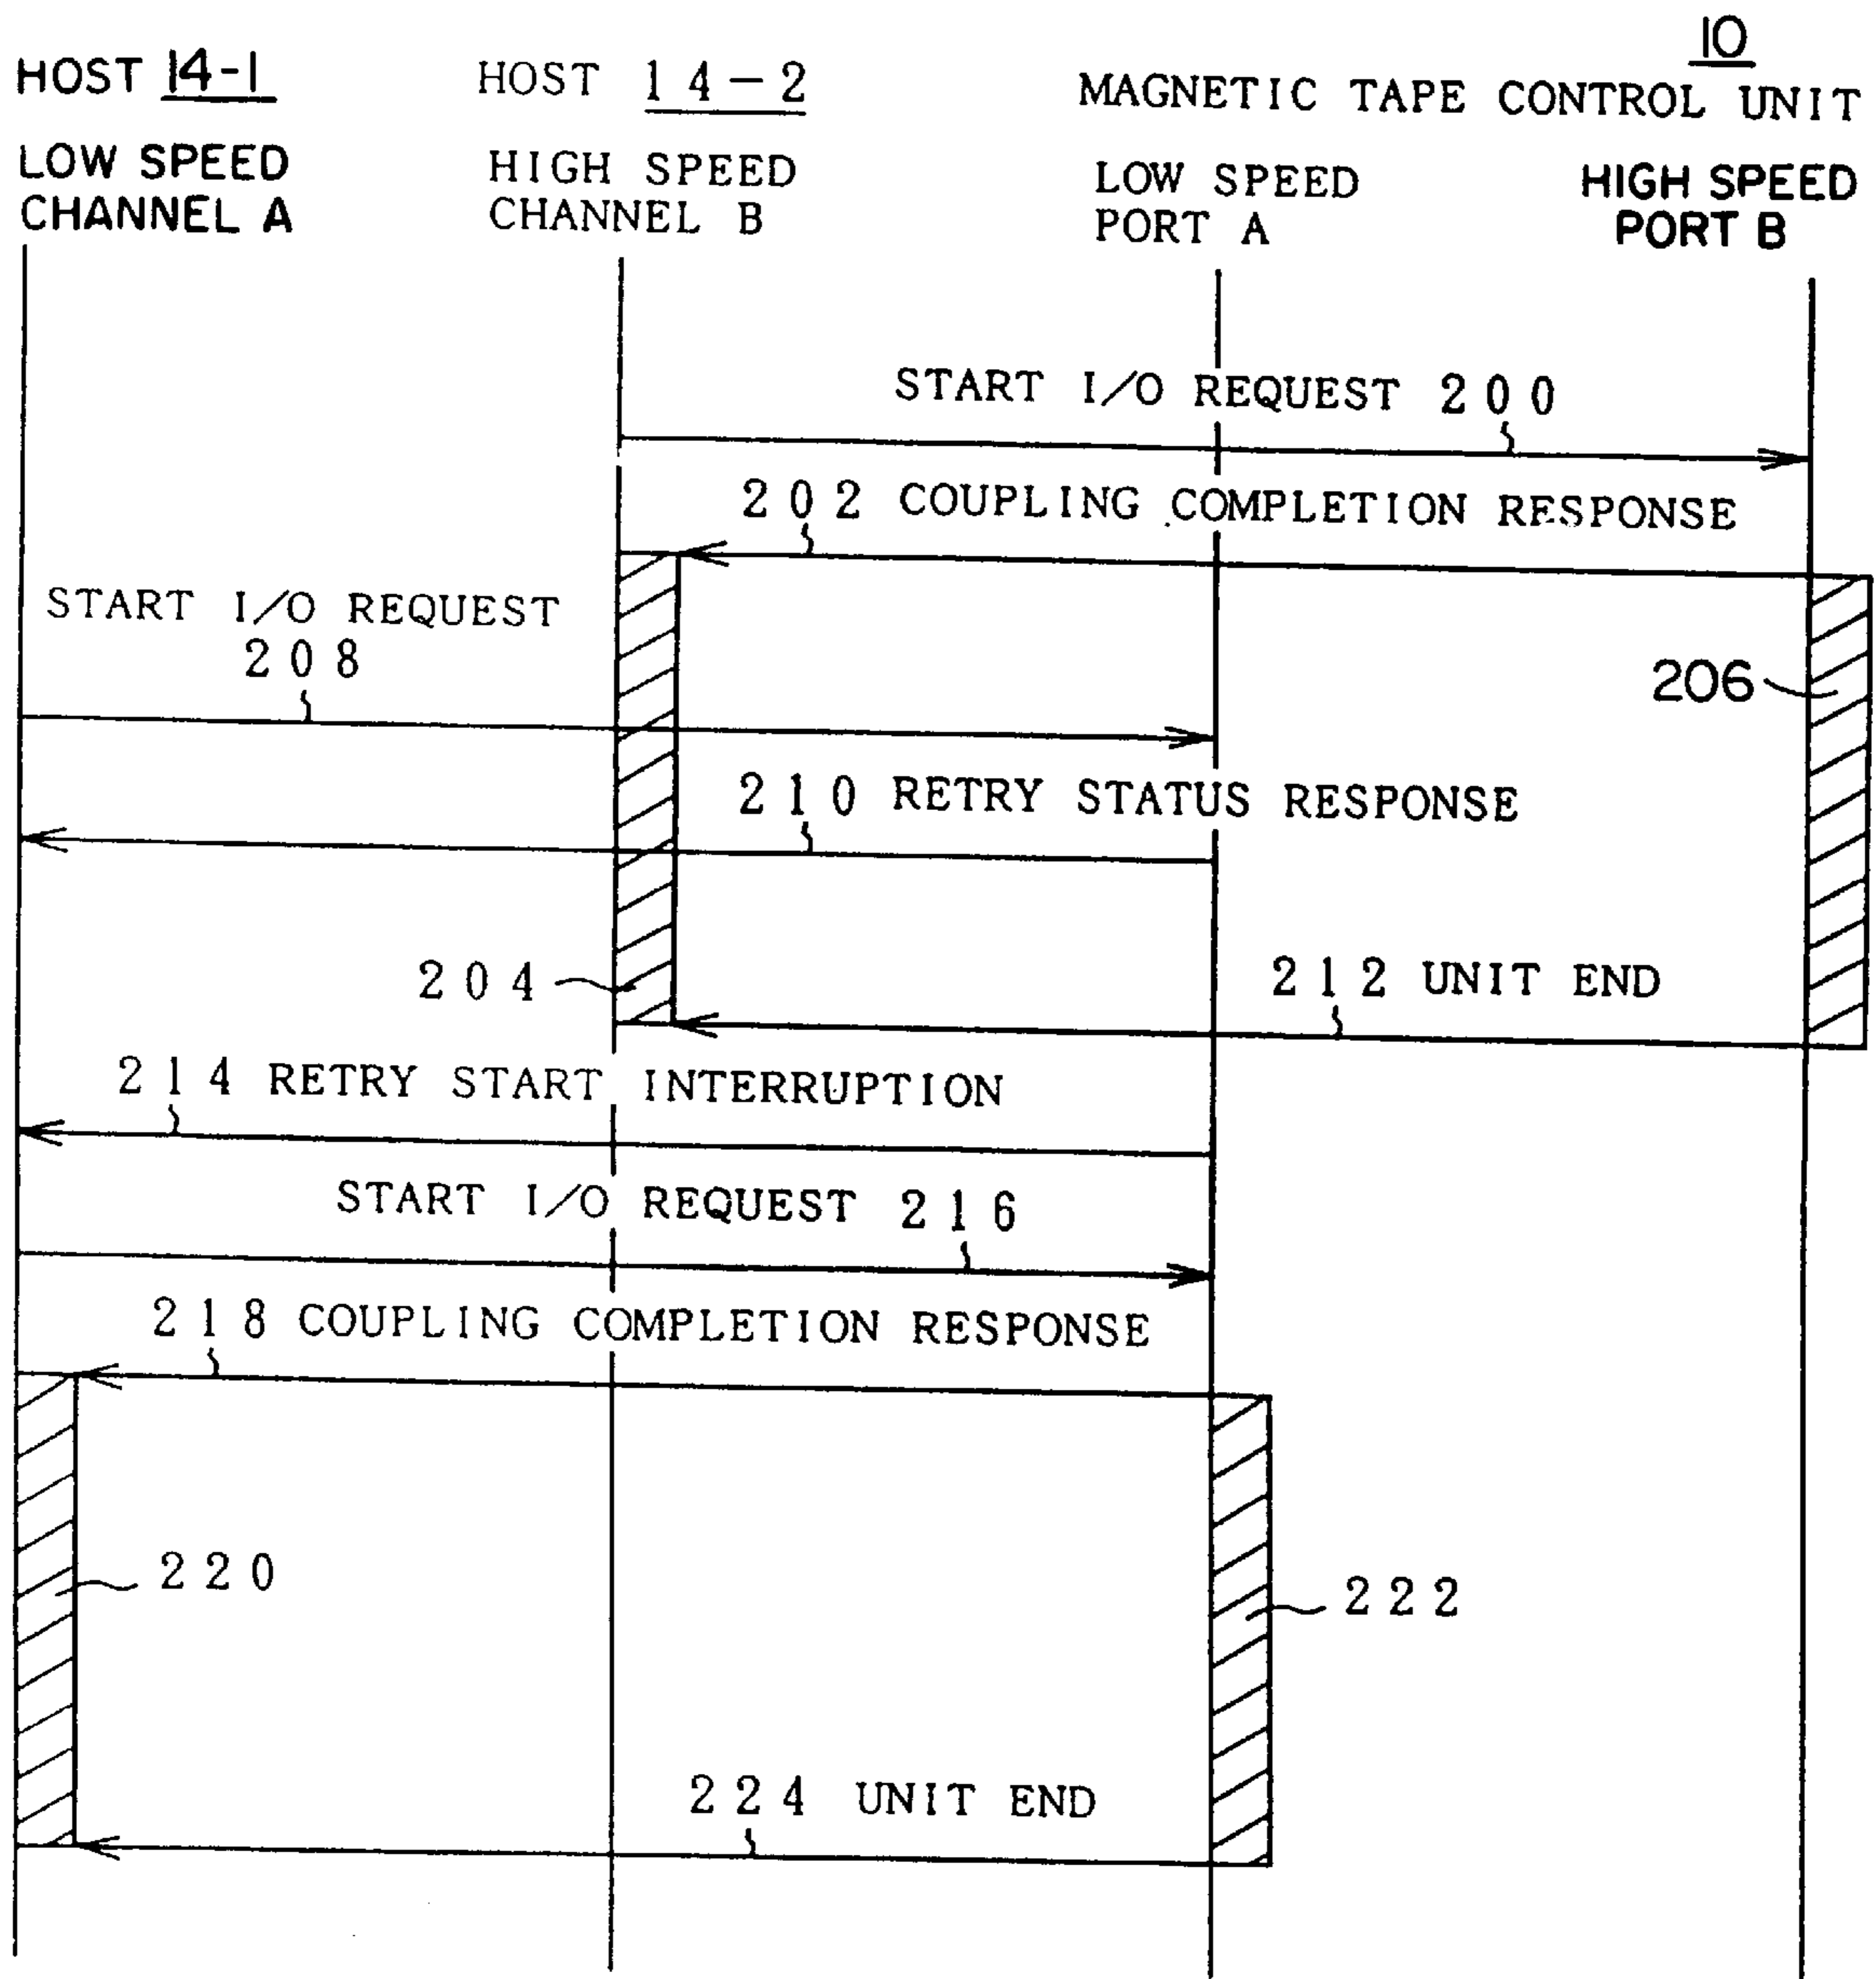 10
HOST 14-1
HOST 14-2
MAGNETIC TAPE CONTROL UNIT
LOW SPEED
CHANNEL A
HIGH SPEED
CHANNEL B
LOW SPEED
PORT A
HIGH SPEED
PORT B
START I/O REQUEST 200
202 COUPLING COMPLETION RESPONSE
START I/O REQUEST
208
206
210 RETRY STATUS RESPONSE
204
212 UNIT END
214 RETRY START INTERRUPTION
START I/O REQUEST 216
218 COUPLING COMPLETION RESPONSE
220
222
224 UNIT END